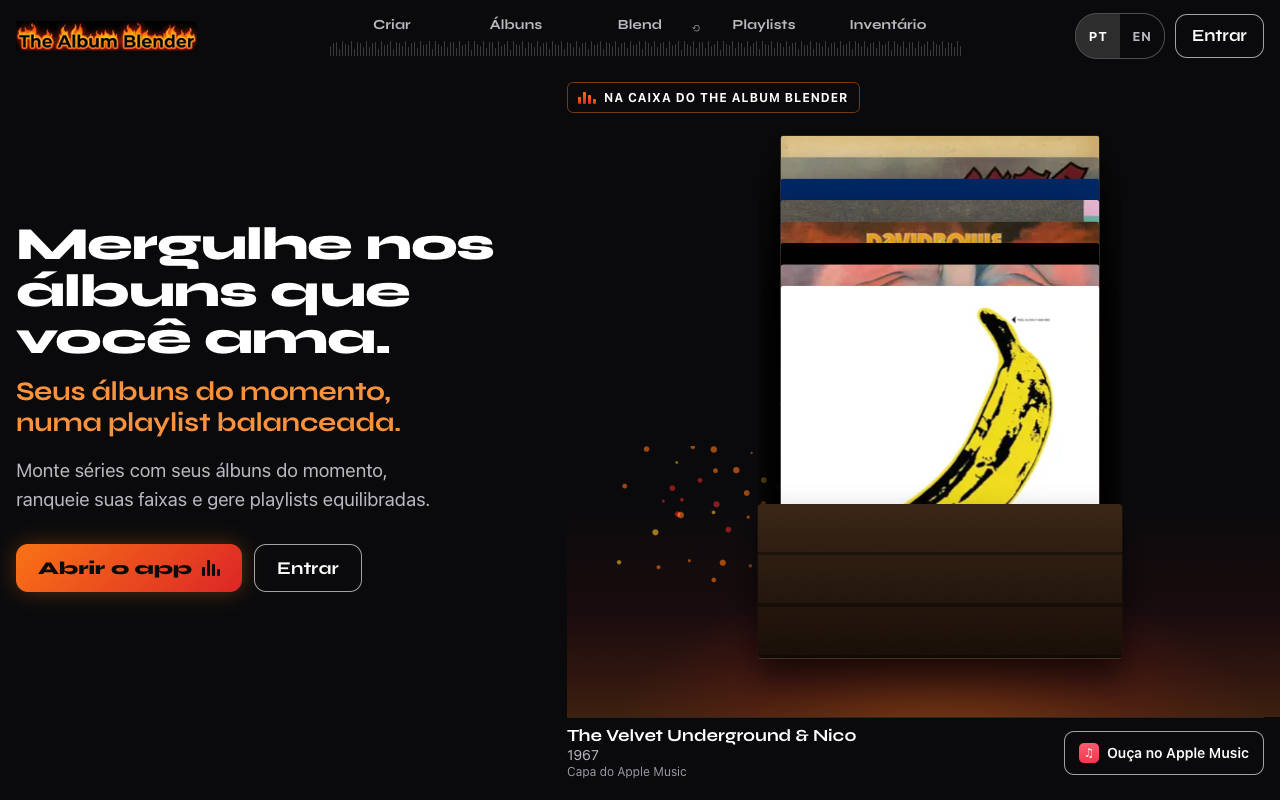 The Album Blender
Criar
Álbuns
Blend
Playlists
Inventário
PT
EN
Entrar
NA CAIXA DO THE ALBUM BLENDER
DAVID BOWIE
Mergulhe nos
álbuns que
você ama.
Seus álbuns do momento,
numa playlist balanceada.
Monte séries com seus álbuns do momento,
ranqueie suas faixas e gere playlists equilibradas.
Abrir o app
Entrar
The Velvet Underground & Nico
1967
Capa do Apple Music
Ouça no Apple Music